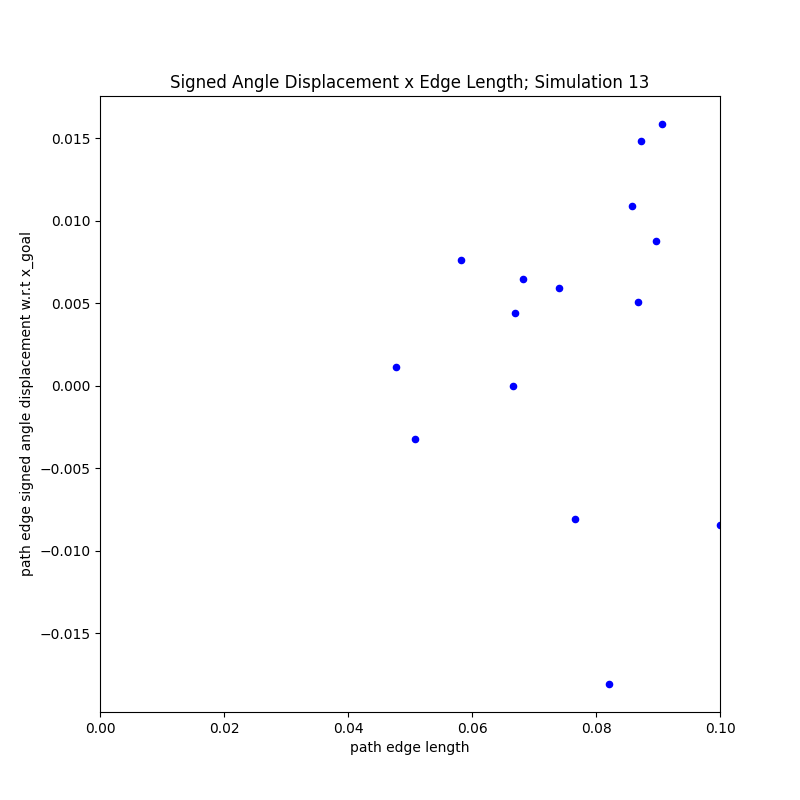 Signed Angle Displacement x Edge Length; Simulation 13
path edge signed angle displacement w.r.t x_goal
0.015
0.010
0.005
0.000
−0.005
−0.010
−0.015
0.00 0.02 0.04 0.06 0.08 0.10
path edge length